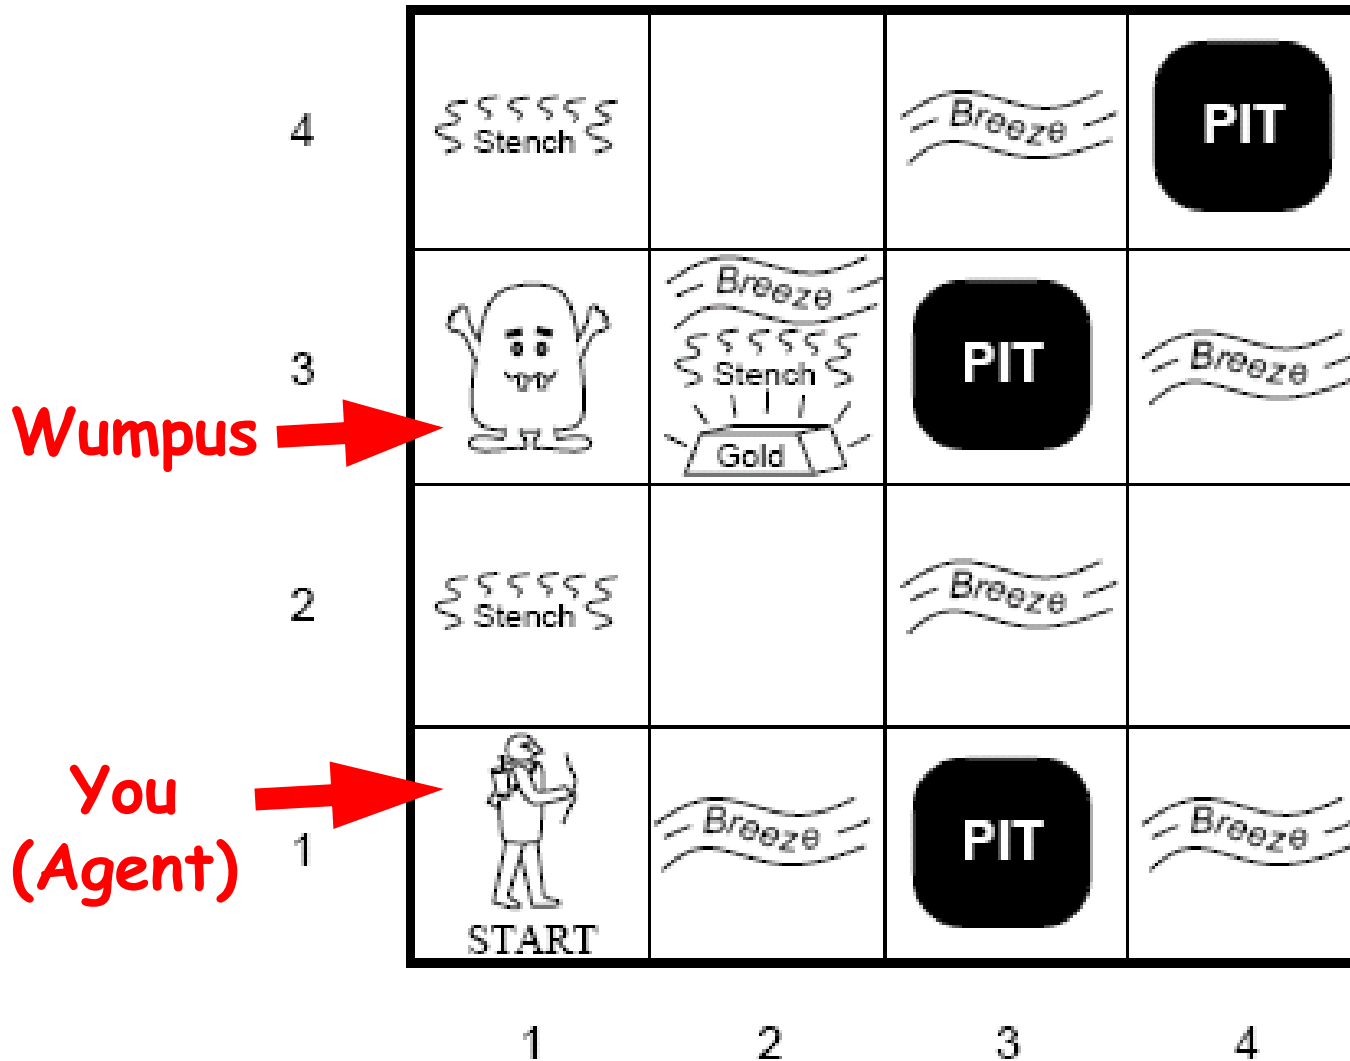 4
Stench
Breeze
PIT
3
Breeze
Stench
Gold
PIT
Breeze
Wumpus
2
Stench
Breeze
You
(Agent)
1
START
Breeze
PIT
Breeze
1 2 3 4